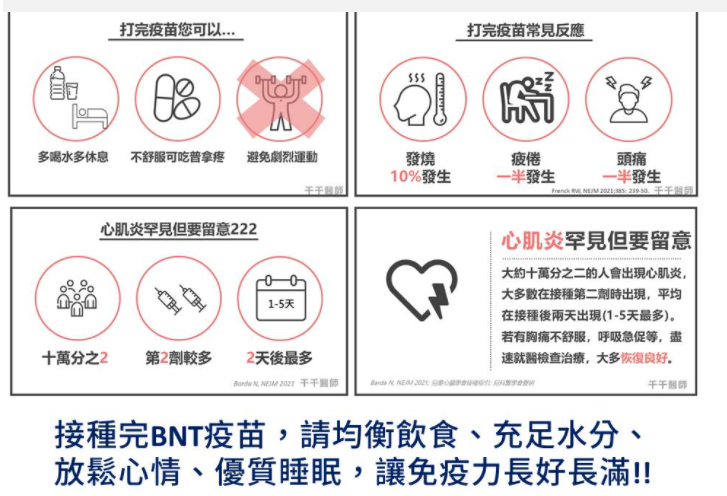 打完疫苗您可以...
多喝水多休息
不舒服可吃普拿疼
避免劇烈運動
千千醫師
打完疫苗常見反應
發燒
10%發生
疲倦
一半發生
頭痛
一半發生
Frenck RW, NEJM 2021;385: 239-50.
千千醫師
心肌炎罕見但要留意222
1-5天
十萬分之2
第2劑較多
2天後最多
Barda N, NEJM 2021
千千醫師
心肌炎罕見但要留意
大約十萬分之二的人會出現心肌炎,
大多數在接種第二劑時出現, 平均
在接種後兩天出現(1-5天最多)。
若有胸痛不舒服, 呼吸急促等, 盡
速就醫檢查治療, 大多恢復良好。
Barda N, NEJM 2021;
千千醫師
接種完BNT疫苗，請均衡飲食、充足水分、
放鬆心情、優質睡眠，讓免疫力長好長滿!!